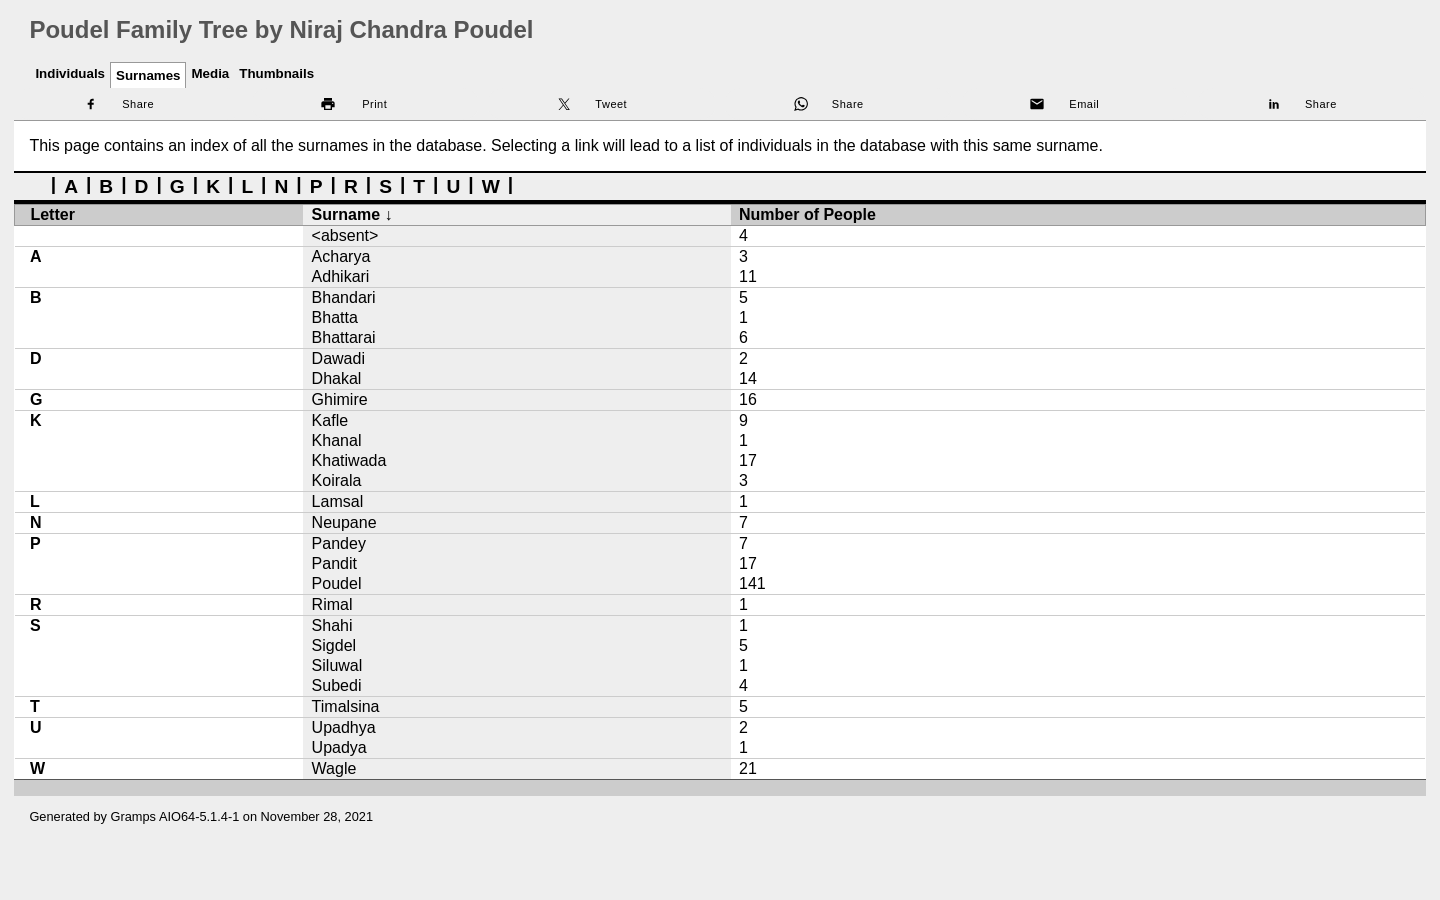 Poudel Family Tree by Niraj Chandra Poudel
Individuals Surnames Media Thumbnails
Share Print Tweet Share Email Share
This page contains an index of all the surnames in the database. Selecting a link will lead to a list of individuals in the database with this same surname.
| A | B | D | G | K | L | N | P | R | S | T | U | W |
Letter Surname ↓ Number of People
<absent> 4
A Acharya 3
Adhikari 11
B Bhandari 5
Bhatta 1
Bhattarai 6
D Dawadi 2
Dhakal 14
G Ghimire 16
K Kafle 9
Khanal 1
Khatiwada 17
Koirala 3
L Lamsal 1
N Neupane 7
P Pandey 7
Pandit 17
Poudel 141
R Rimal 1
S Shahi 1
Sigdel 5
Siluwal 1
Subedi 4
T Timalsina 5
U Upadhya 2
Upadya 1
W Wagle 21
Generated by Gramps AIO64-5.1.4-1 on November 28, 2021